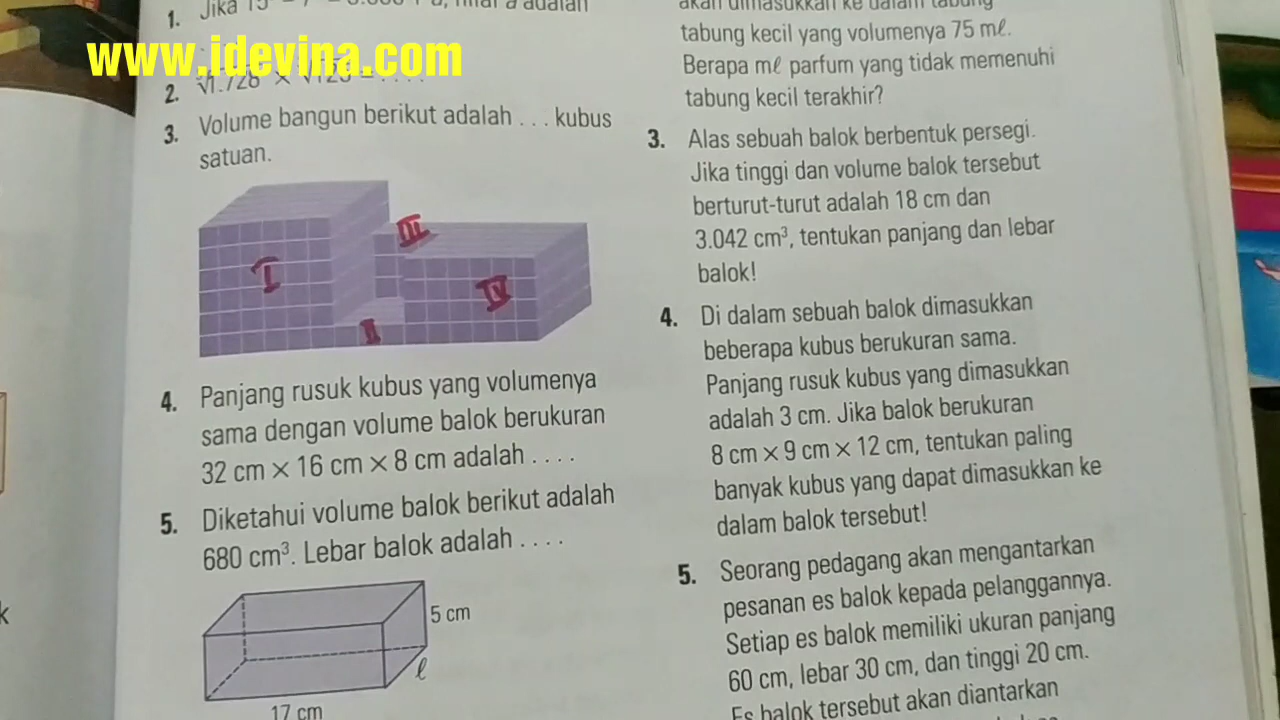 www.idevina.com
1. Jika
2.
3. Volume bangun berikut adalah . . . kubus
satuan.
I
II
III
IV
4. Panjang rusuk kubus yang volumenya
sama dengan volume balok berukuran
32 cm × 16 cm × 8 cm adalah . . . .
5. Diketahui volume balok berikut adalah
680 cm³. Lebar balok adalah . . . .
5 cm
ℓ
17 cm
akan dimasukkan ke dalam tabung
tabung kecil yang volumenya 75 mℓ.
Berapa mℓ parfum yang tidak memenuhi
tabung kecil terakhir?
3. Alas sebuah balok berbentuk persegi.
Jika tinggi dan volume balok tersebut
berturut-turut adalah 18 cm dan
3.042 cm³, tentukan panjang dan lebar
balok!
4. Di dalam sebuah balok dimasukkan
beberapa kubus berukuran sama.
Panjang rusuk kubus yang dimasukkan
adalah 3 cm. Jika balok berukuran
8 cm × 9 cm × 12 cm, tentukan paling
banyak kubus yang dapat dimasukkan ke
dalam balok tersebut!
5. Seorang pedagang akan mengantarkan
pesanan es balok kepada pelanggannya.
Setiap es balok memiliki ukuran panjang
60 cm, lebar 30 cm, dan tinggi 20 cm.
Es balok tersebut akan diantarkan